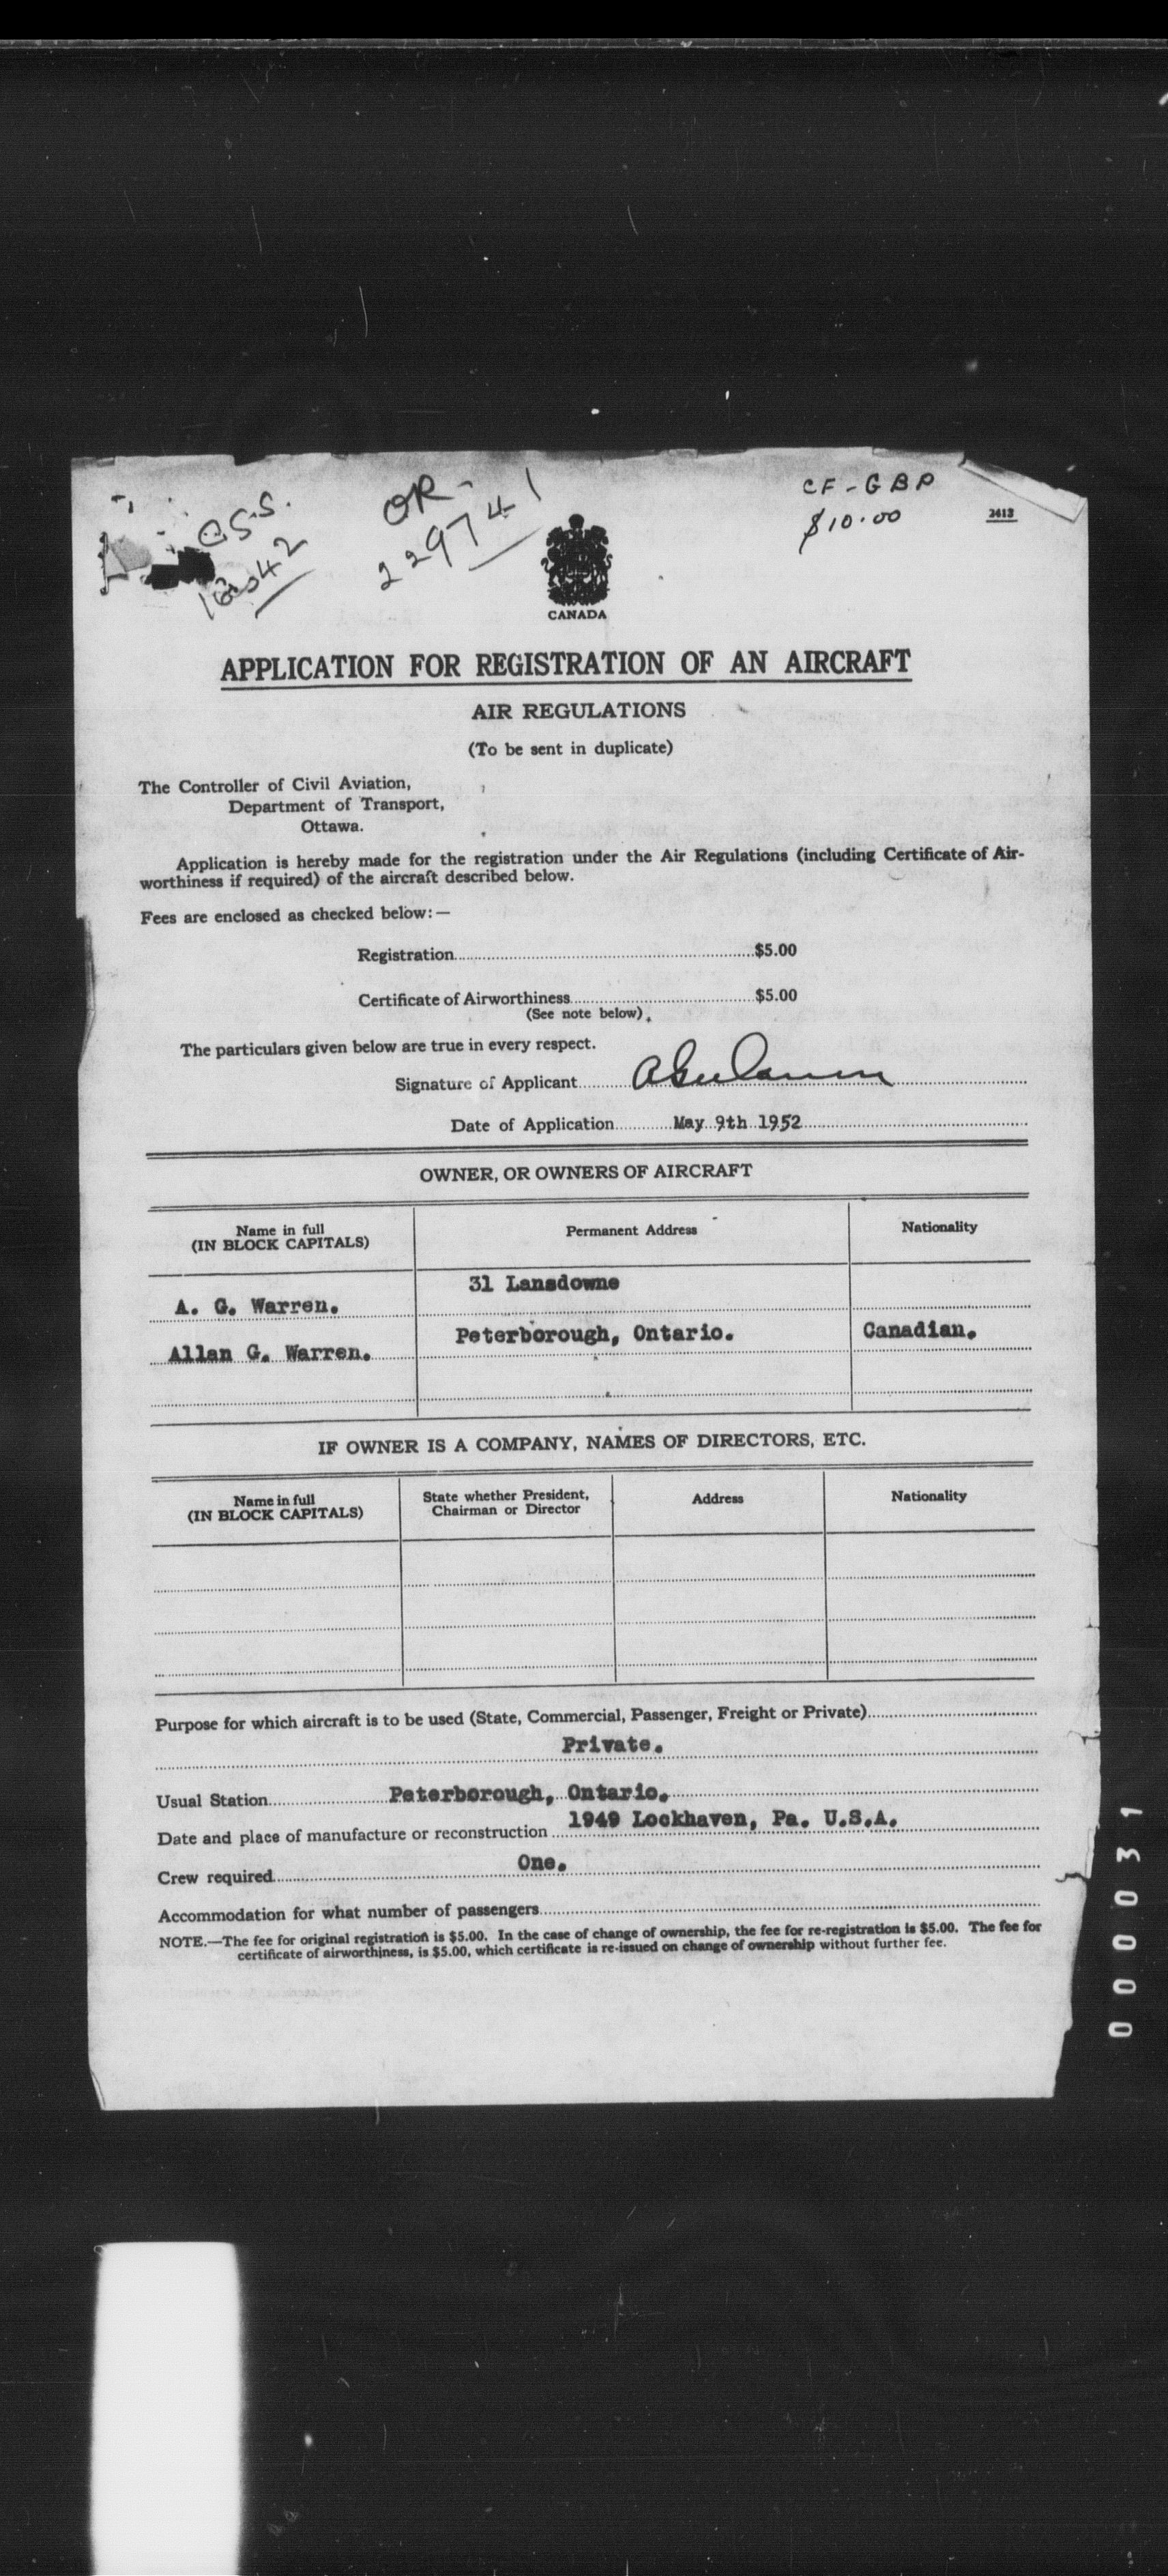 C.S.S.
OR-
229741
CF-GBP
$10.00
2412
CANADA
APPLICATION FOR REGISTRATION OF AN AIRCRAFT
AIR REGULATIONS
(To be sent in duplicate)
The Controller of Civil Aviation,
Department of Transport,
Ottawa.
Application is hereby made for the registration under the Air Regulations (including Certificate of Air-
worthiness if required) of the aircraft described below.
Fees are enclosed as checked below:—
Registration $5.00
Certificate of Airworthiness $5.00
(See note below)
The particulars given below are true in every respect.
Signature of Applicant
Date of Application May 9th 1952
OWNER, OR OWNERS OF AIRCRAFT
Name in full
(IN BLOCK CAPITALS)
Permanent Address
Nationality
31 Lansdowne
A. G. Warren.
Peterborough, Ontario.
Canadian.
Allan G. Warren.
IF OWNER IS A COMPANY, NAMES OF DIRECTORS, ETC.
Name in full
(IN BLOCK CAPITALS)
State whether President,
Chairman or Director
Address
Nationality
Purpose for which aircraft is to be used (State, Commercial, Passenger, Freight or Private)
Private.
Usual Station Peterborough, Ontario.
Date and place of manufacture or reconstruction 1949 Lockhaven, Pa. U.S.A.
Crew required One.
Accommodation for what number of passengers
NOTE.—The fee for original registration is $5.00. In the case of change of ownership, the fee for re-registration is $5.00. The fee for
certificate of airworthiness, is $5.00, which certificate is re-issued on change of ownership without further fee.
000031